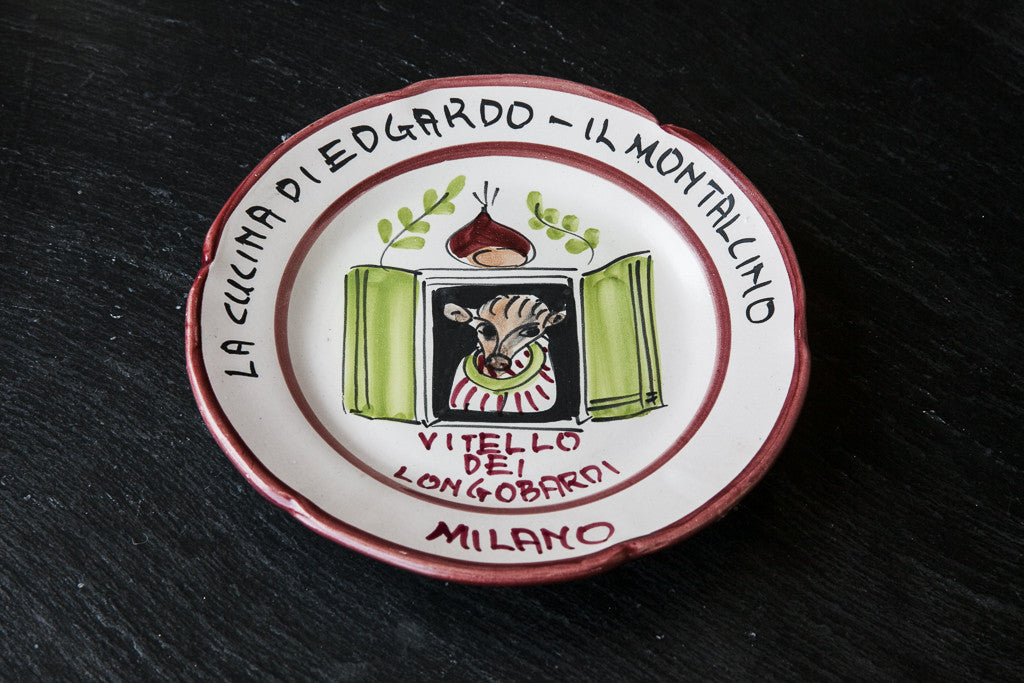 LA CUCINA DI EDGARDO - IL MONTALCINO
VITELLO
DEI
LONGOBARDI
MILANO